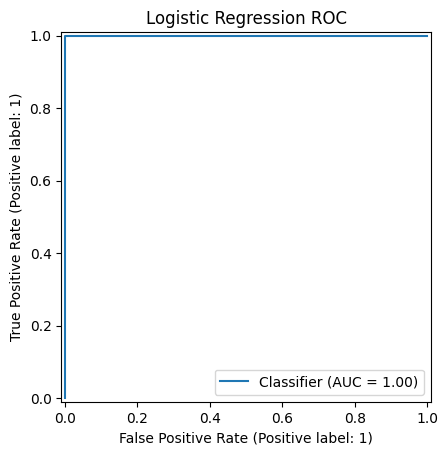 Logistic Regression ROC
1.0
0.8
0.6
0.4
0.2
0.0
True Positive Rate (Positive label: 1)
Classifier (AUC = 1.00)
0.0 0.2 0.4 0.6 0.8 1.0
False Positive Rate (Positive label: 1)